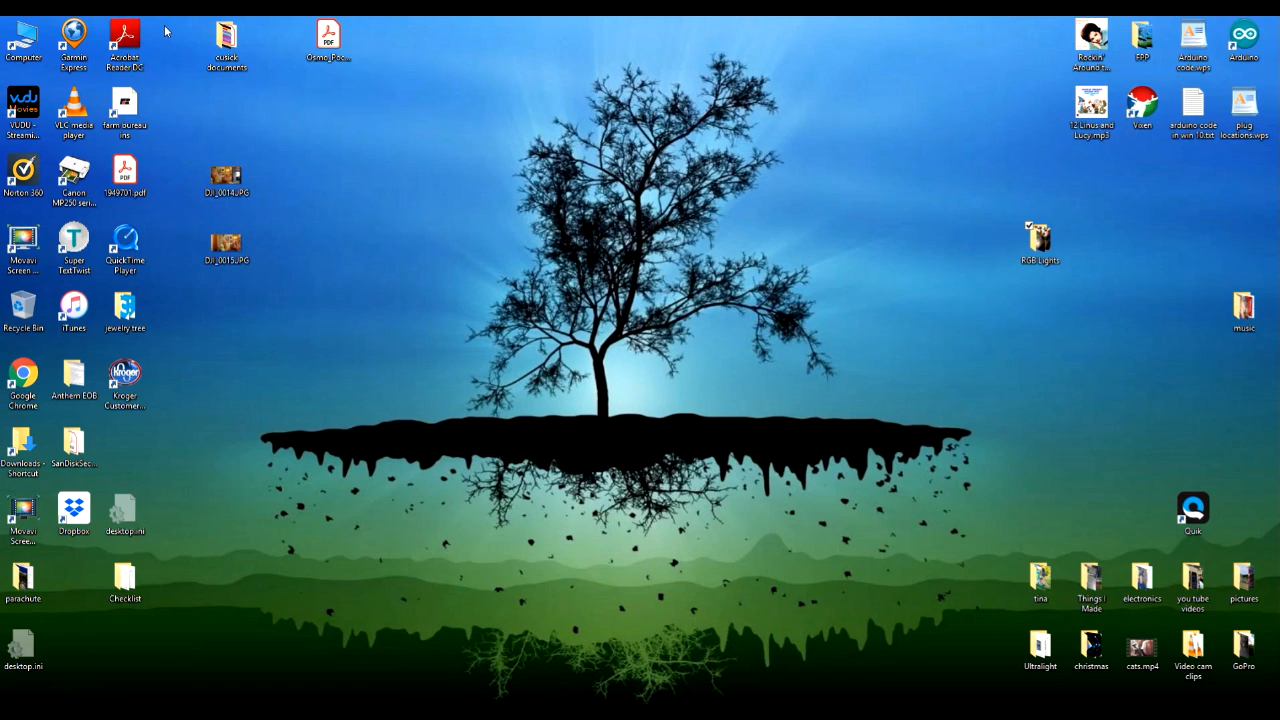 Computer
Garmin
Express
Acrobat
Reader DC
cusick
documents
PDF
Osmo_Poc...
Rockin'
Around t...
FPP
Arduino
code.wps
Arduino
vudu
Movies
VUDU -
Streami...
VLC media
player
farm bureau
ins
12 Linus and
Lucy.mp3
Vixen
arduino code
in win 10.txt
plug
locations.wps
Norton 360
Canon
MP250 seri...
PDF
1949701.pdf
DJI_0014.JPG
Movavi
Screen ...
T
Super
TextTwist
QuickTime
Player
DJI_0015.JPG
RGB Lights
Recycle Bin
iTunes
jewelry tree
music
Google
Chrome
Anthem EOB
Kroger
Kroger
Customer...
Downloads -
Shortcut
SanDiskSec...
Movavi
Scree...
Dropbox
desktop.ini
Quik
parachute
Checklist
tina
Things I
Made
electronics
you tube
videos
pictures
desktop.ini
Ultralight
christmas
cats.mp4
Video cam
clips
GoPro